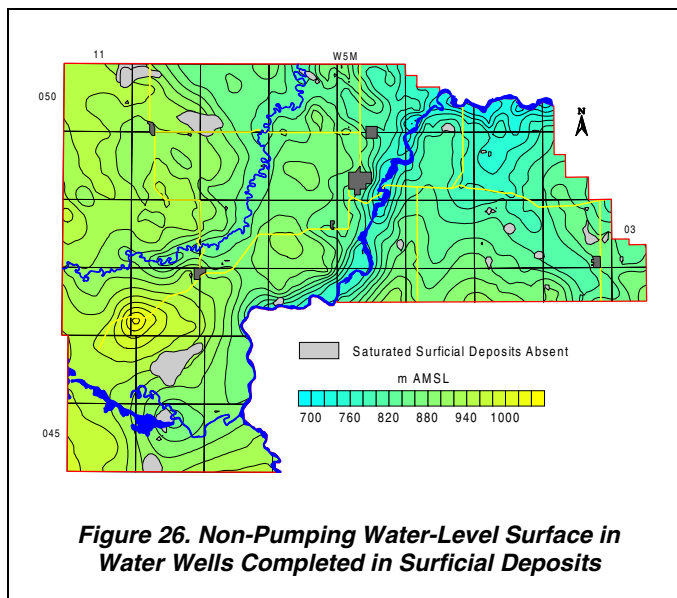 11
W5M
050
N
03
Saturated Surficial Deposits Absent
m AMSL
700 760 820 880 940 1000
045
Figure 26. Non-Pumping Water-Level Surface in
Water Wells Completed in Surficial Deposits